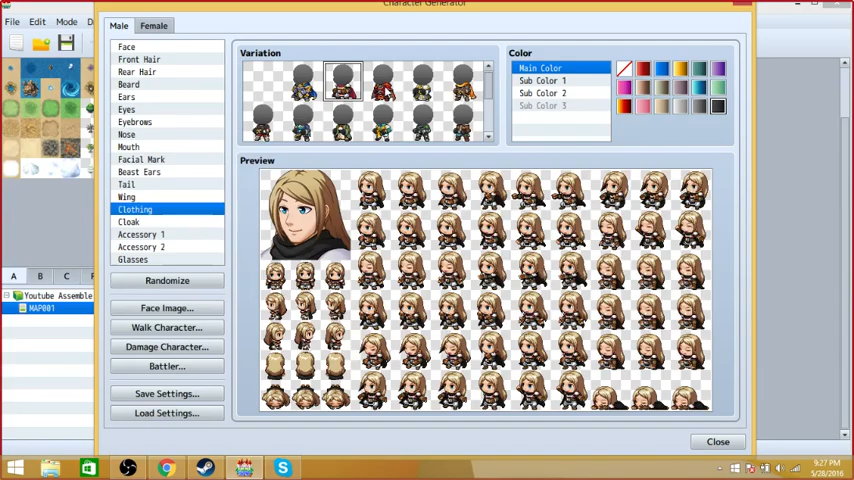 Character Generator
File Edit Mode D
Male Female
Face
Front Hair
Rear Hair
Beard
Ears
Eyes
Eyebrows
Nose
Mouth
Facial Mark
Beast Ears
Tail
Wing
Clothing
Cloak
Accessory 1
Accessory 2
Glasses
Randomize
Face Image...
Walk Character...
Damage Character...
Battler...
Save Settings...
Load Settings...
Variation
Color
Main Color
Sub Color 1
Sub Color 2
Sub Color 3
Preview
A B C
Youtube Assemble
MAP001
Close
9:27 PM
5/28/2016